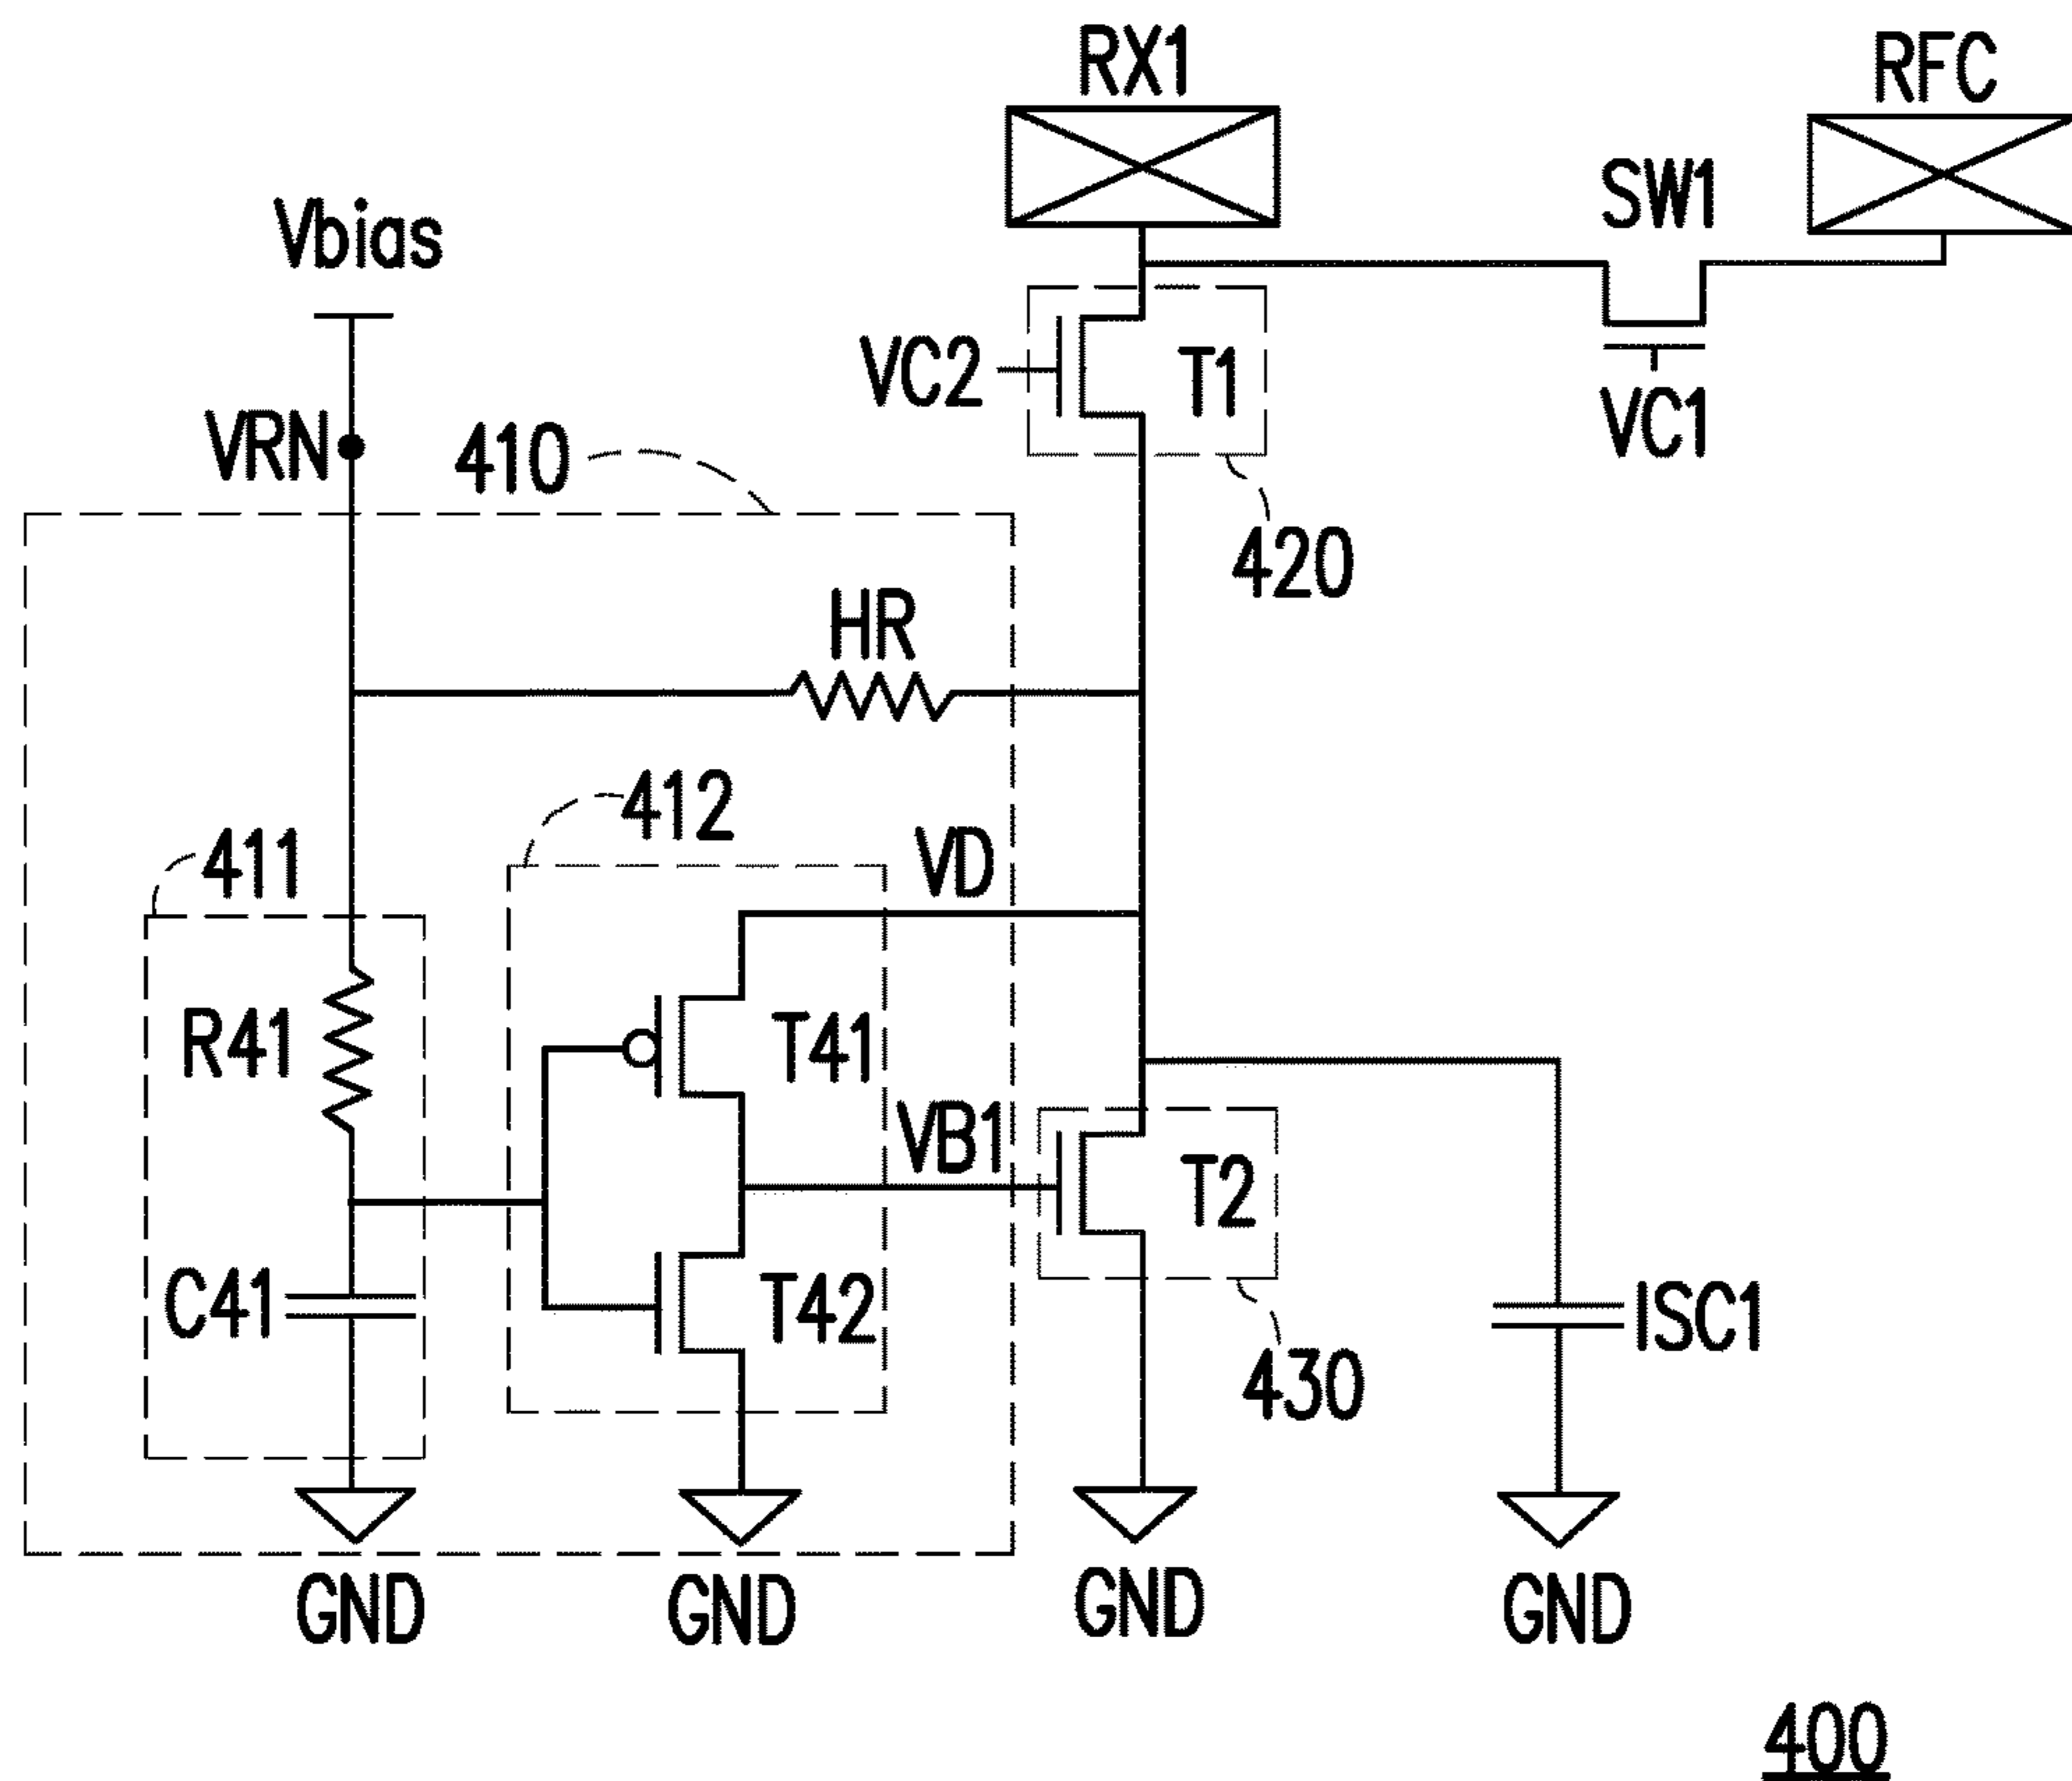 RX1
RFC
SW1
Vbias
VC2
T1
VC1
VRN
410
420
HR
412
411
VD
R41
T41
VB1
T2
C41
T42
ISC1
430
GND
GND
GND
GND
400